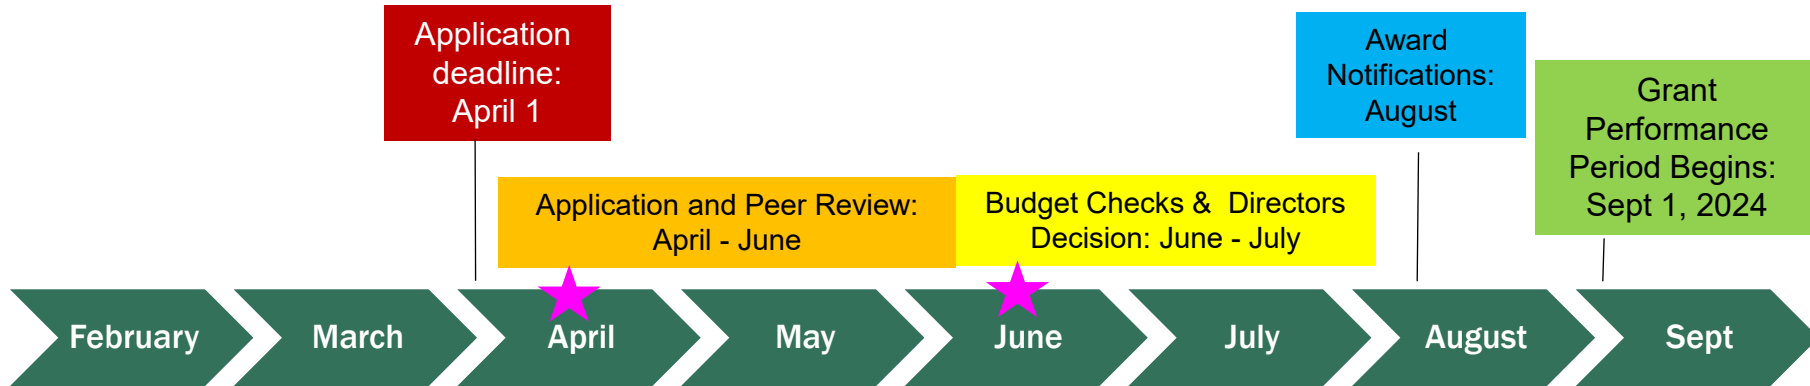 Application
deadline:
April 1
Award
Notifications:
August
Grant
Performance
Period Begins:
Sept 1, 2024
Application and Peer Review:
April - June
Budget Checks & Directors
Decision: June - July
February
March
April
May
June
July
August
Sept